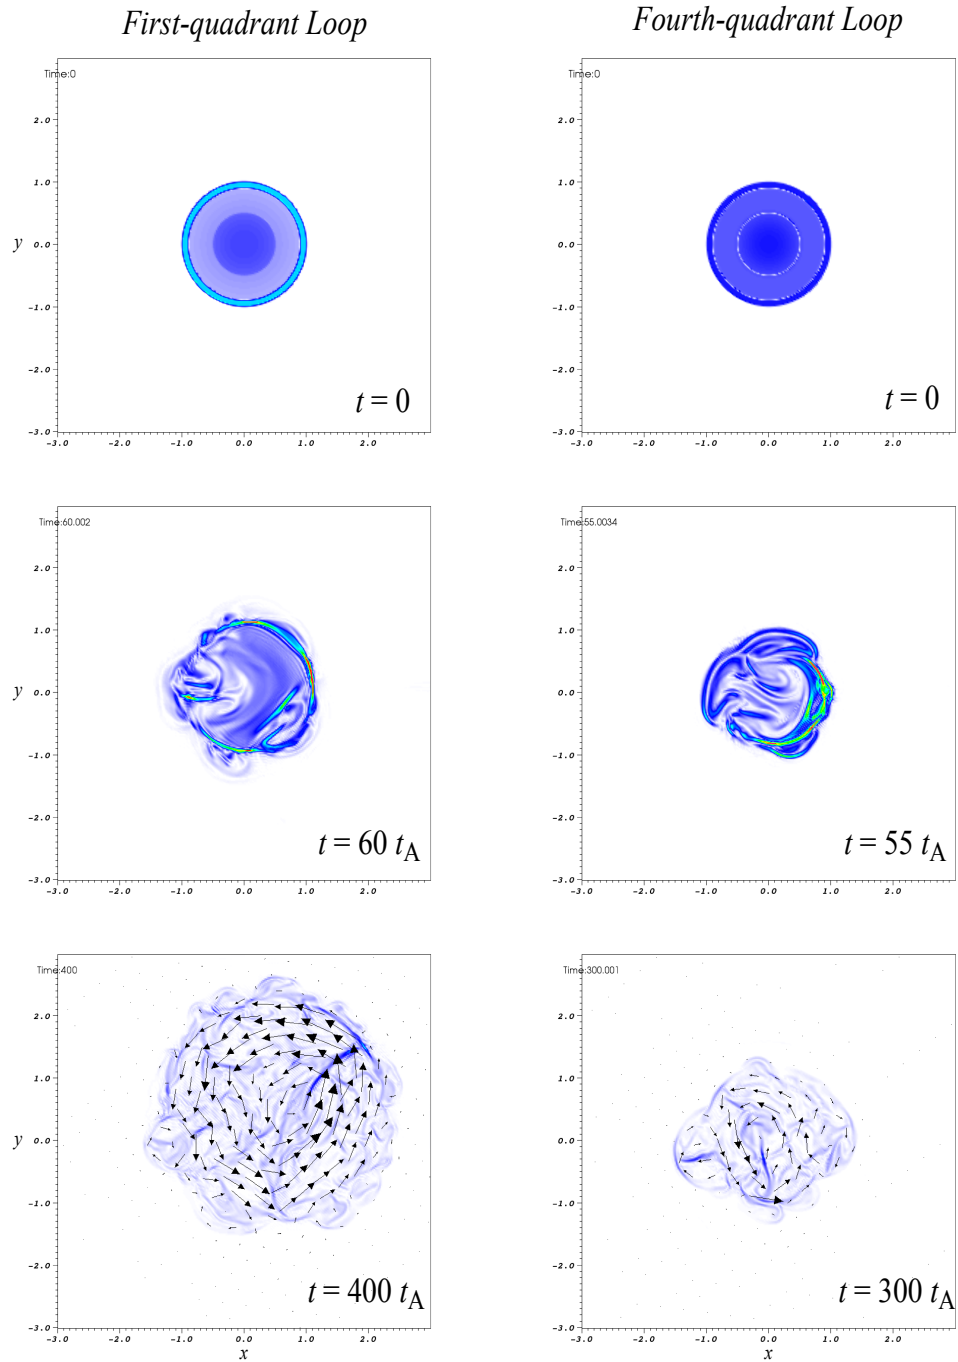 First-quadrant Loop
Fourth-quadrant Loop
Time:0
2.0
1.0
y 0.0
-1.0
-2.0
-3.0
-3.0 -2.0 -1.0 0.0 1.0 2.0
t = 0
Time:0
2.0
1.0
0.0
-1.0
-2.0
-3.0
-3.0 -2.0 -1.0 0.0 1.0 2.0
t = 0
Time:60.002
2.0
1.0
y 0.0
-1.0
-2.0
-3.0
-3.0 -2.0 -1.0 0.0 1.0 2.0
t = 60 tA
Time:55.0034
2.0
1.0
0.0
-1.0
-2.0
-3.0
-3.0 -2.0 -1.0 0.0 1.0 2.0
t = 55 tA
Time:400
2.0
1.0
y 0.0
-1.0
-2.0
-3.0
-3.0 -2.0 -1.0 0.0 1.0 2.0
x
t = 400 tA
Time:300.001
2.0
1.0
0.0
-1.0
-2.0
-3.0
-3.0 -2.0 -1.0 0.0 1.0 2.0
x
t = 300 tA